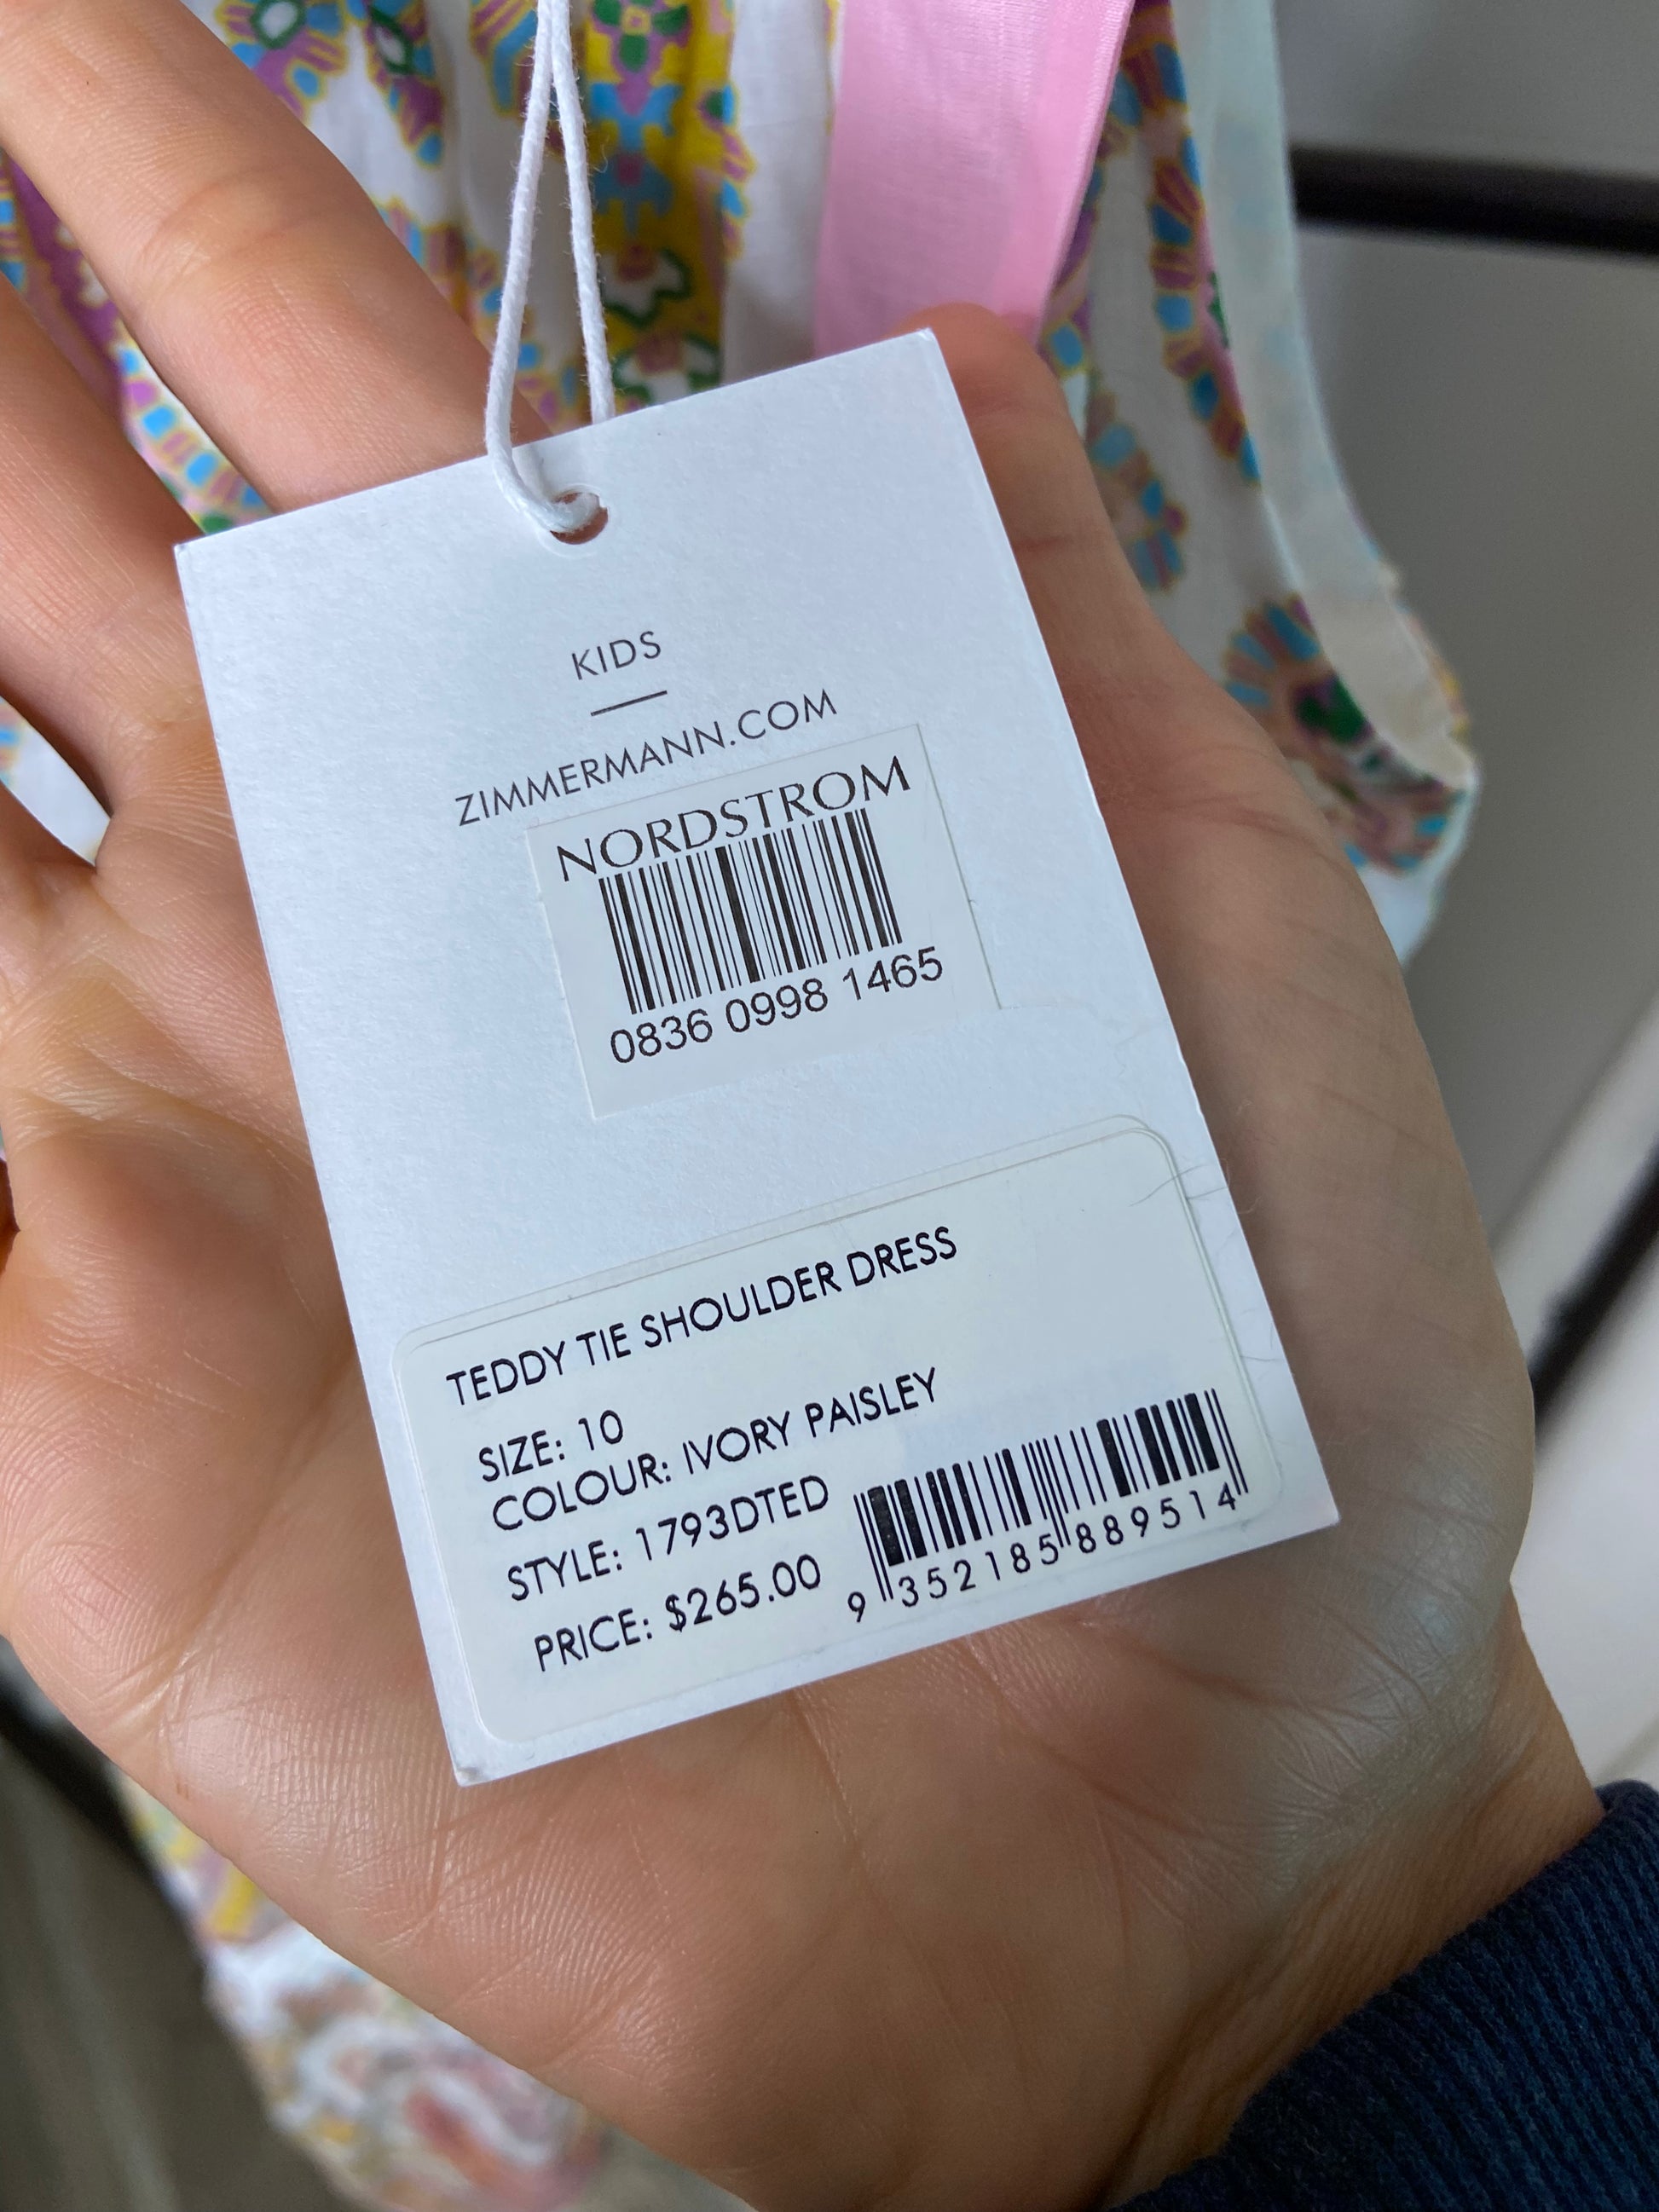 KIDS
ZIMMERMANN.COM
NORDSTROM
0836 0998 1465
TEDDY TIE SHOULDER DRESS
SIZE: 10
COLOUR: IVORY PAISLEY
STYLE: 1793DTED
PRICE: $265.00
9 352185 889514